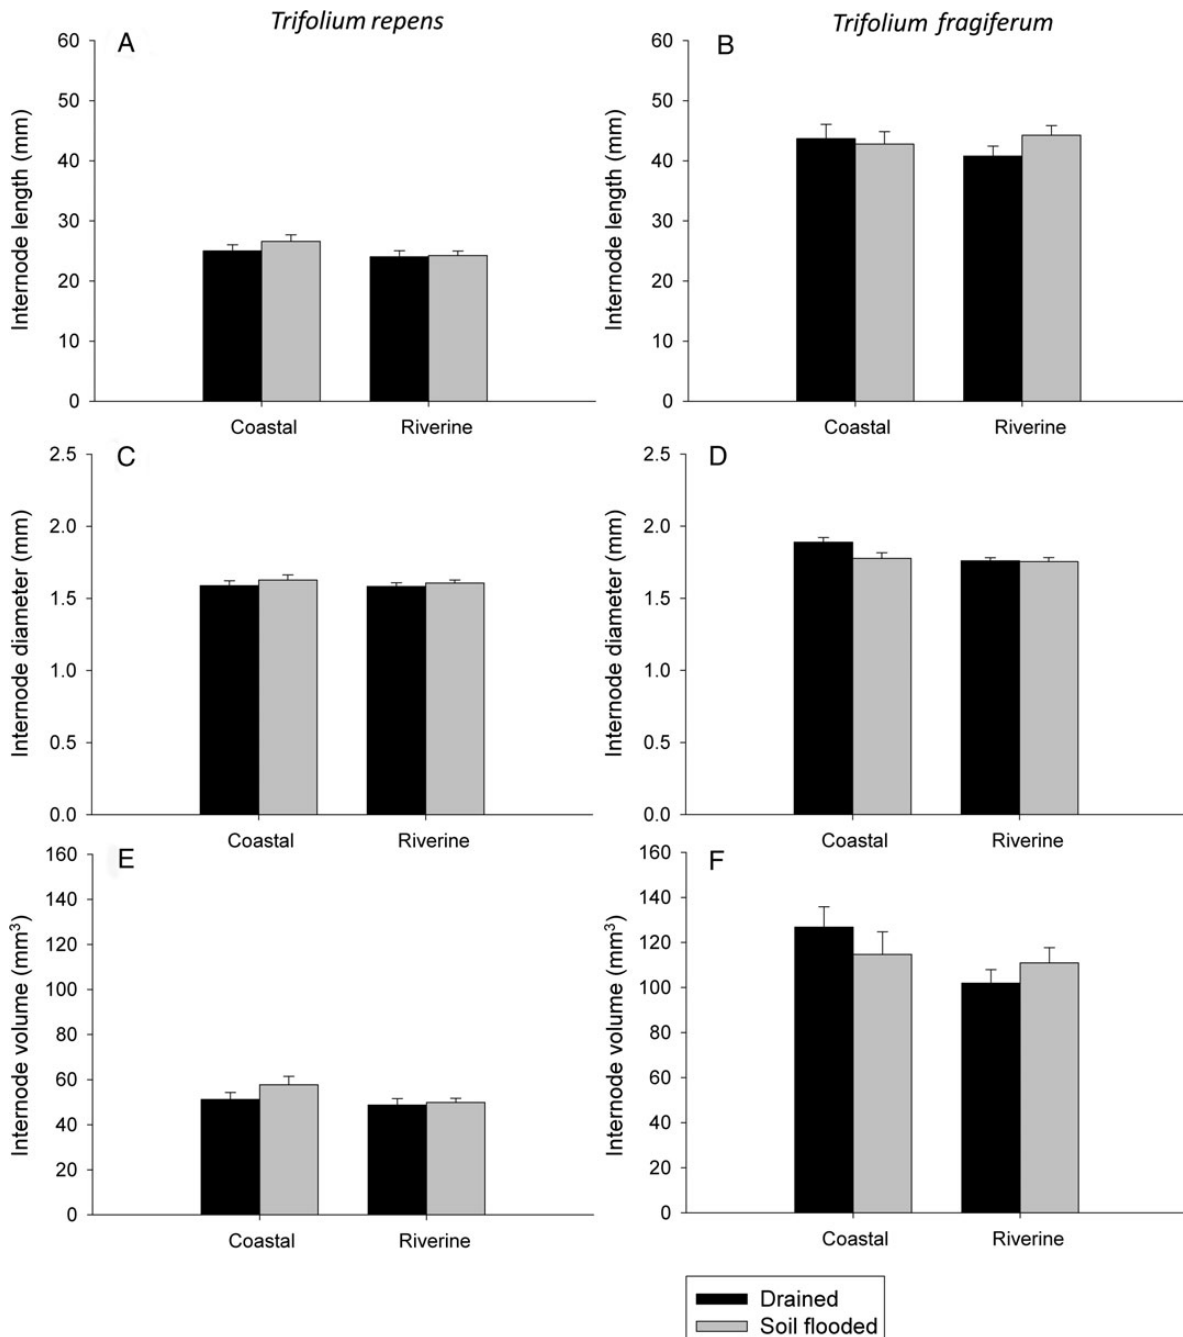 Trifolium repens
Trifolium fragiferum
A
60
50
40
30
20
10
0
Internode length (mm)
Coastal
Riverine
B
60
50
40
30
20
10
0
Internode length (mm)
Coastal
Riverine
C
2.5
2.0
1.5
1.0
0.5
0.0
Internode diameter (mm)
Coastal
Riverine
D
2.5
2.0
1.5
1.0
0.5
0.0
Internode diameter (mm)
Coastal
Riverine
E
160
140
120
100
80
60
40
20
0
Internode volume (mm³)
Coastal
Riverine
F
160
140
120
100
80
60
40
20
0
Internode volume (mm³)
Coastal
Riverine
Drained
Soil flooded